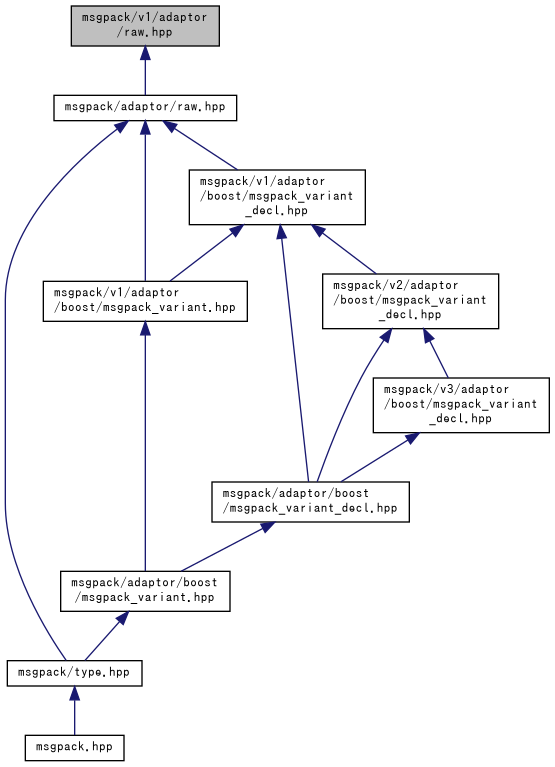 msgpack/v1/adaptor
/raw.hpp
msgpack/adaptor/raw.hpp
msgpack/v1/adaptor
/boost/msgpack_variant
_decl.hpp
msgpack/v1/adaptor
/boost/msgpack_variant.hpp
msgpack/v2/adaptor
/boost/msgpack_variant
_decl.hpp
msgpack/v3/adaptor
/boost/msgpack_variant
_decl.hpp
msgpack/adaptor/boost
/msgpack_variant_decl.hpp
msgpack/adaptor/boost
/msgpack_variant.hpp
msgpack/type.hpp
msgpack.hpp